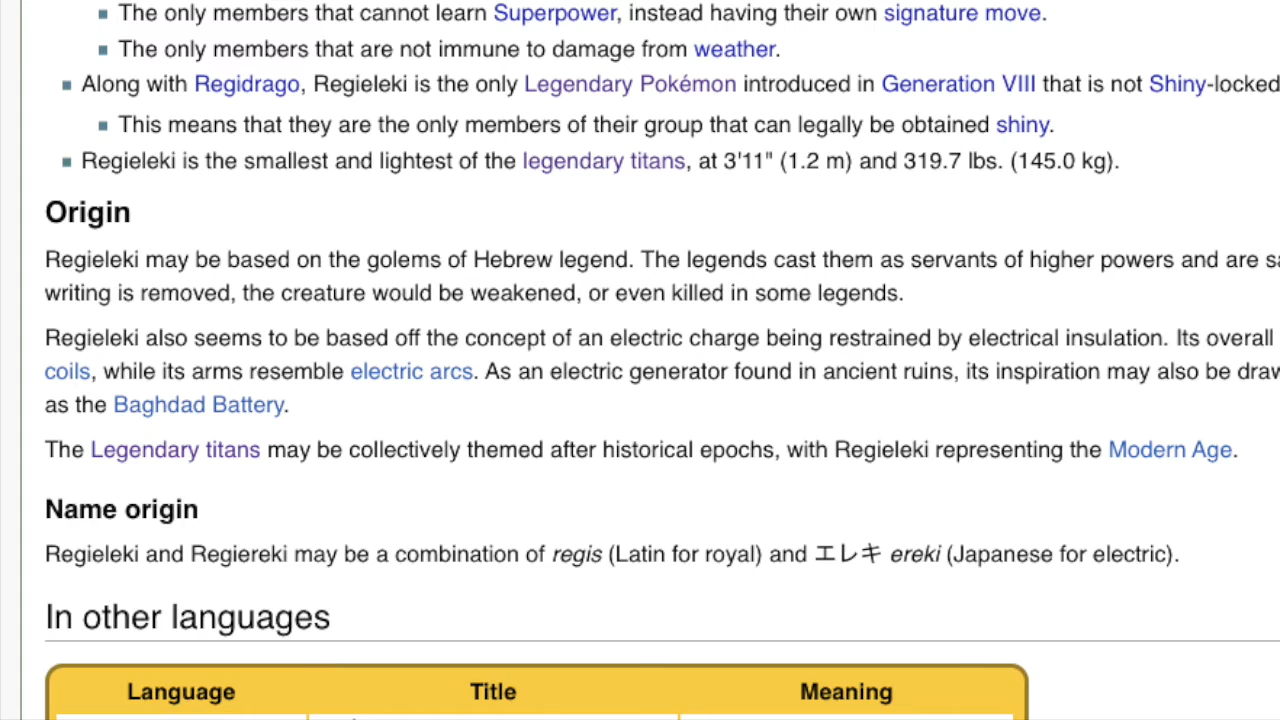 The only members that cannot learn Superpower, instead having their own signature move.
The only members that are not immune to damage from weather.
Along with Regidrago, Regieleki is the only Legendary Pokémon introduced in Generation VIII that is not Shiny-locked
This means that they are the only members of their group that can legally be obtained shiny.
Regieleki is the smallest and lightest of the legendary titans, at 3'11" (1.2 m) and 319.7 lbs. (145.0 kg).
Origin
Regieleki may be based on the golems of Hebrew legend. The legends cast them as servants of higher powers and are
writing is removed, the creature would be weakened, or even killed in some legends.
Regieleki also seems to be based off the concept of an electric charge being restrained by electrical insulation. Its overall
coils, while its arms resemble electric arcs. As an electric generator found in ancient ruins, its inspiration may also be
as the Baghdad Battery.
The Legendary titans may be collectively themed after historical epochs, with Regieleki representing the Modern Age.
Name origin
Regieleki and Regiereki may be a combination of regis (Latin for royal) and エレキ ereki (Japanese for electric).
In other languages
Language Title Meaning